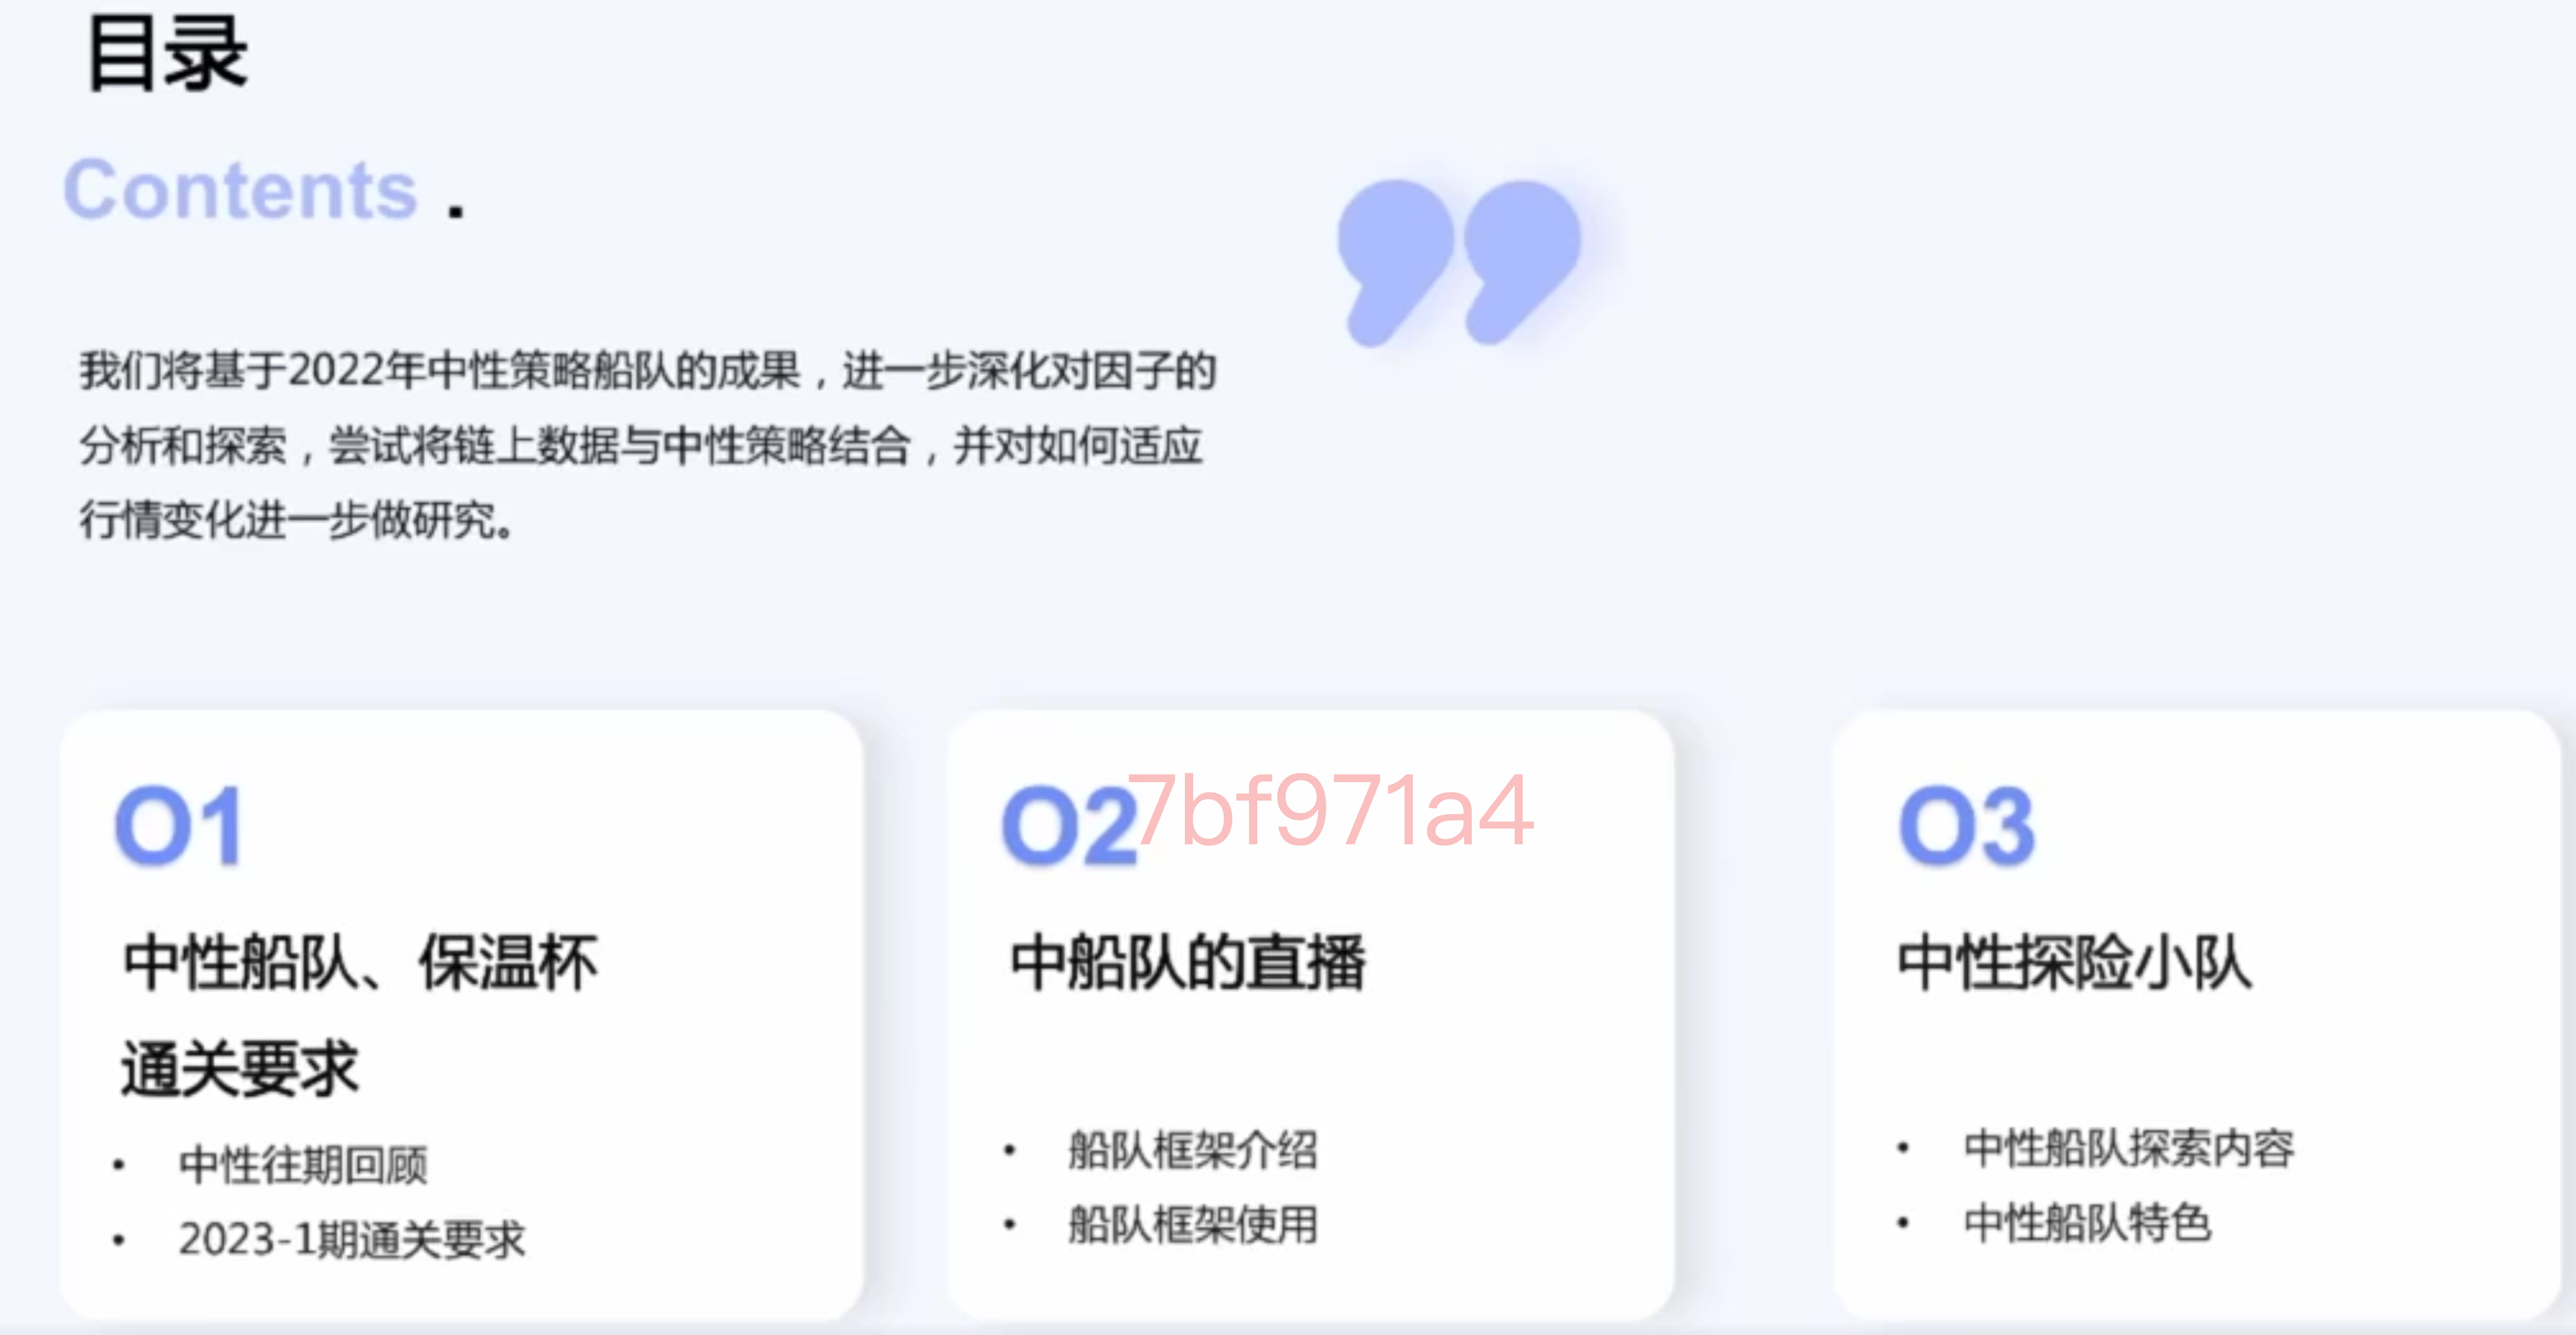 目录
Contents .
我们将基于2022年中性策略船队的成果，进一步深化对因子的
分析和探索，尝试将链上数据与中性策略结合，并对如何适应
行情变化进一步做研究。
01
中性船队、保温杯
通关要求
• 中性往期回顾
• 2023-1期通关要求
02
7bf971a4
中船队的直播
• 船队框架介绍
• 船队框架使用
03
中性探险小队
• 中性船队探索内容
• 中性船队特色